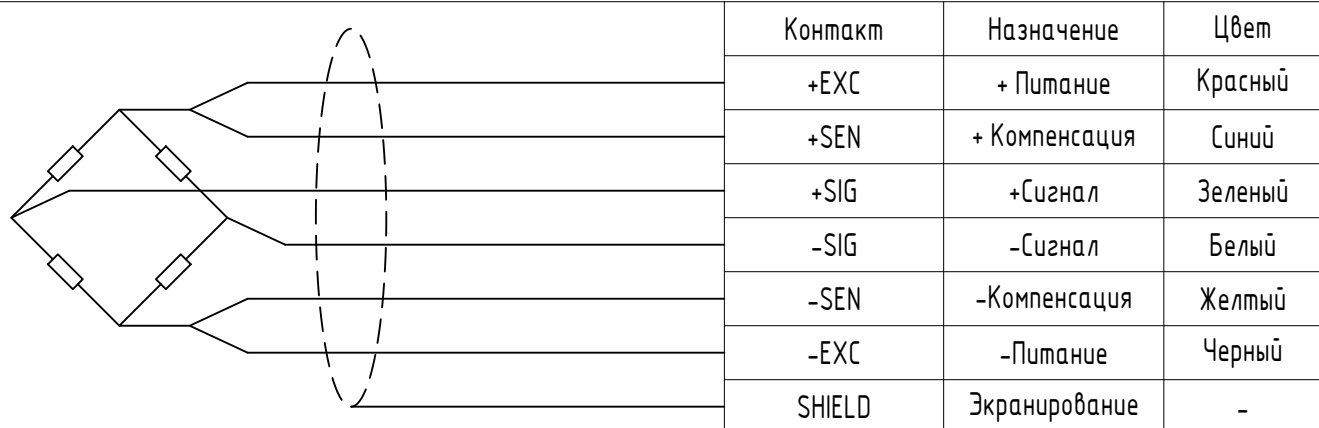 Контакт Назначение Цвет
+EXC + Питание Красный
+SEN + Компенсация Синий
+SIG +Сигнал Зеленый
-SIG -Сигнал Белый
-SEN -Компенсация Желтый
-EXC -Питание Черный
SHIELD Экранирование -